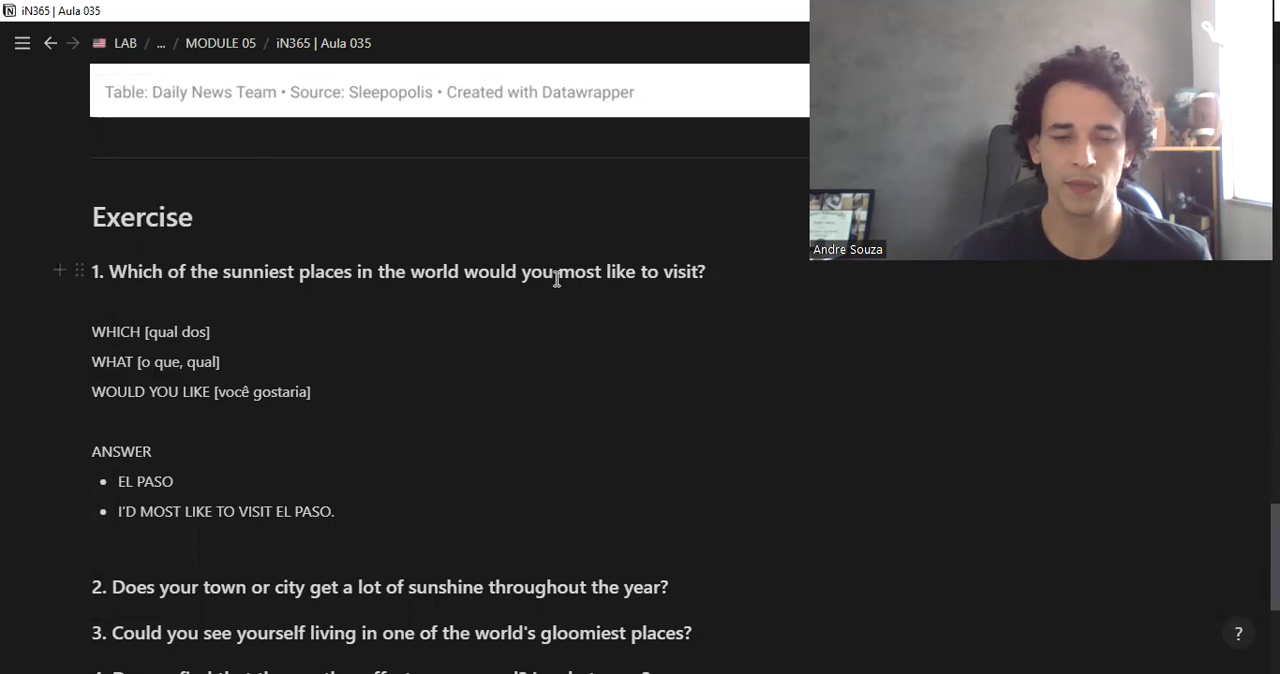 iN365 | Aula 035
LAB / ... / MODULE 05 / iN365 | Aula 035
Table: Daily News Team • Source: Sleepopolis • Created with Datawrapper
Andre Souza
Exercise
1. Which of the sunniest places in the world would you most like to visit?
WHICH [qual dos]
WHAT [o que, qual]
WOULD YOU LIKE [você gostaria]
ANSWER
• EL PASO
• I'D MOST LIKE TO VISIT EL PASO.
2. Does your town or city get a lot of sunshine throughout the year?
3. Could you see yourself living in one of the world's gloomiest places?
?